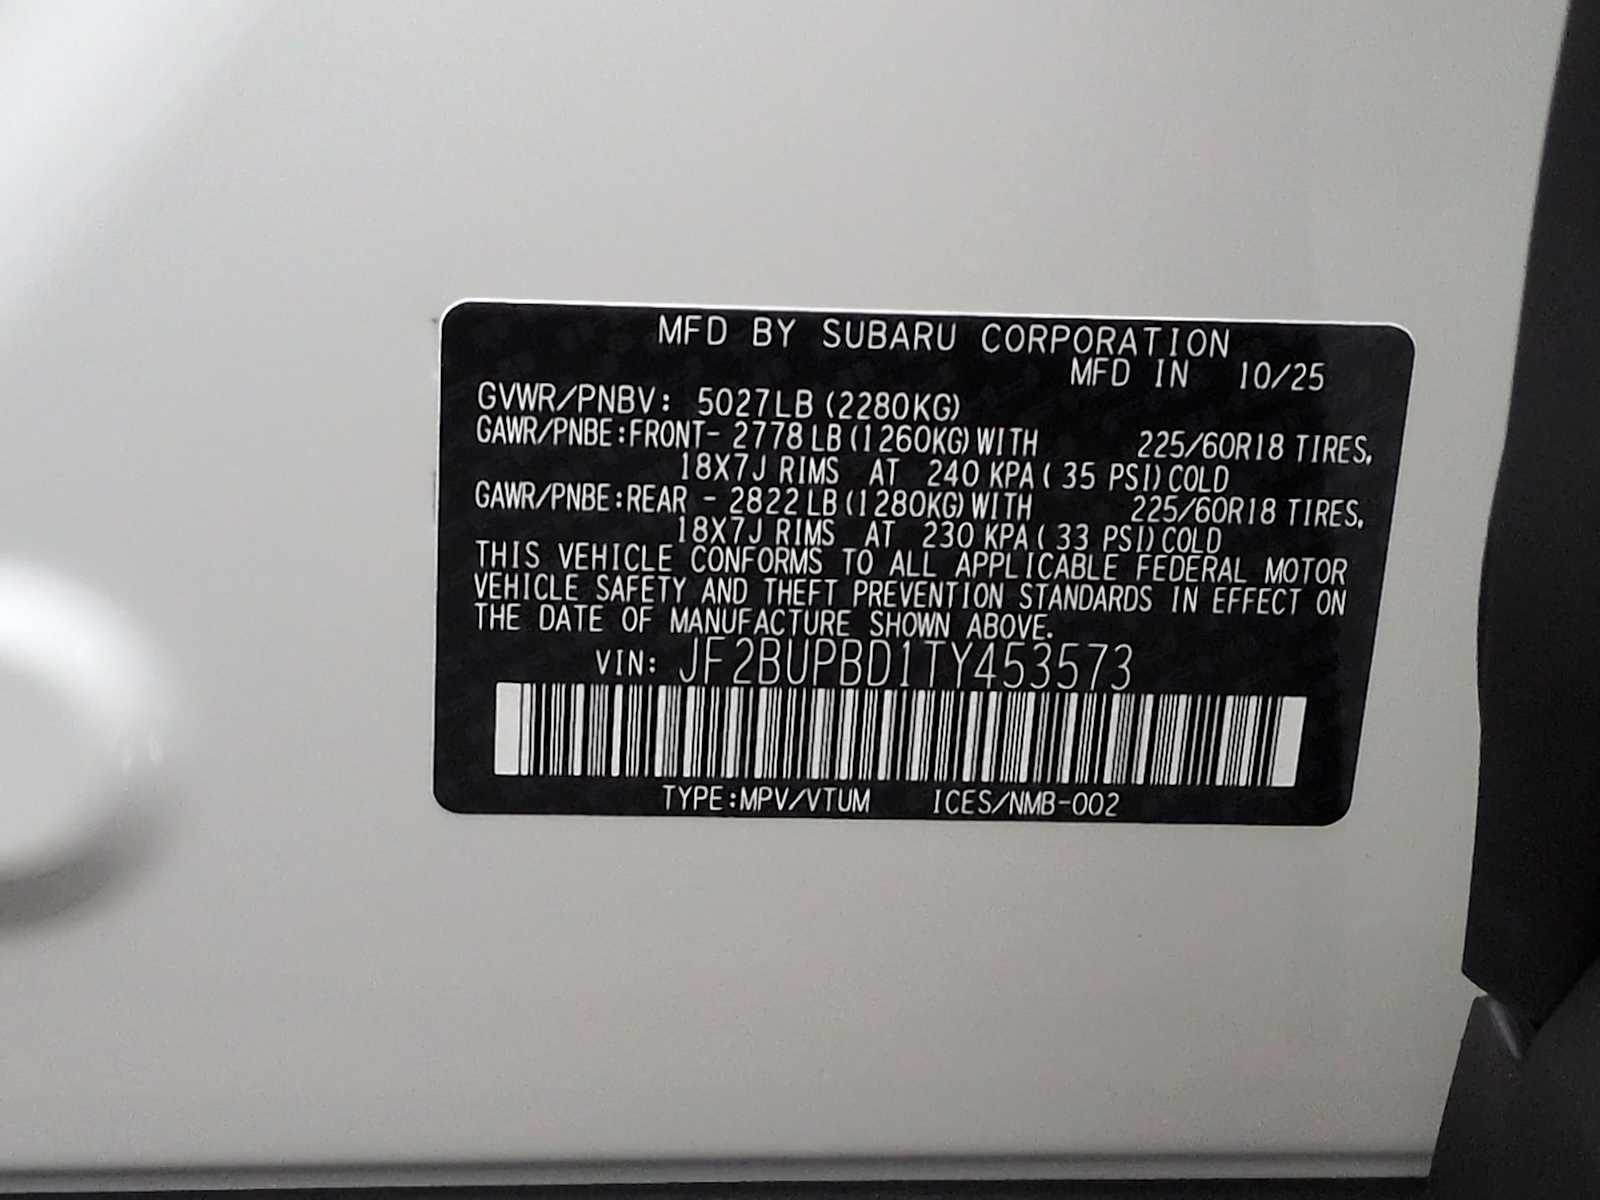 MFD BY SUBARU CORPORATION
MFD IN 10/25
GVWR/PNBV: 5027LB (2280KG)
GAWR/PNBE:FRONT- 2778 LB (1260KG) WITH 225/60R18 TIRES,
18X7J RIMS AT 240 KPA ( 35 PSI) COLD
GAWR/PNBE:REAR - 2822 LB (1280KG) WITH 225/60R18 TIRES,
18X7J RIMS AT 230 KPA ( 33 PSI) COLD
THIS VEHICLE CONFORMS TO ALL APPLICABLE FEDERAL MOTOR
VEHICLE SAFETY AND THEFT PREVENTION STANDARDS IN EFFECT ON
THE DATE OF MANUFACTURE SHOWN ABOVE.
VIN: JF2BUPBD1TY453573
TYPE:MPV/VTUM ICES/NMB-002